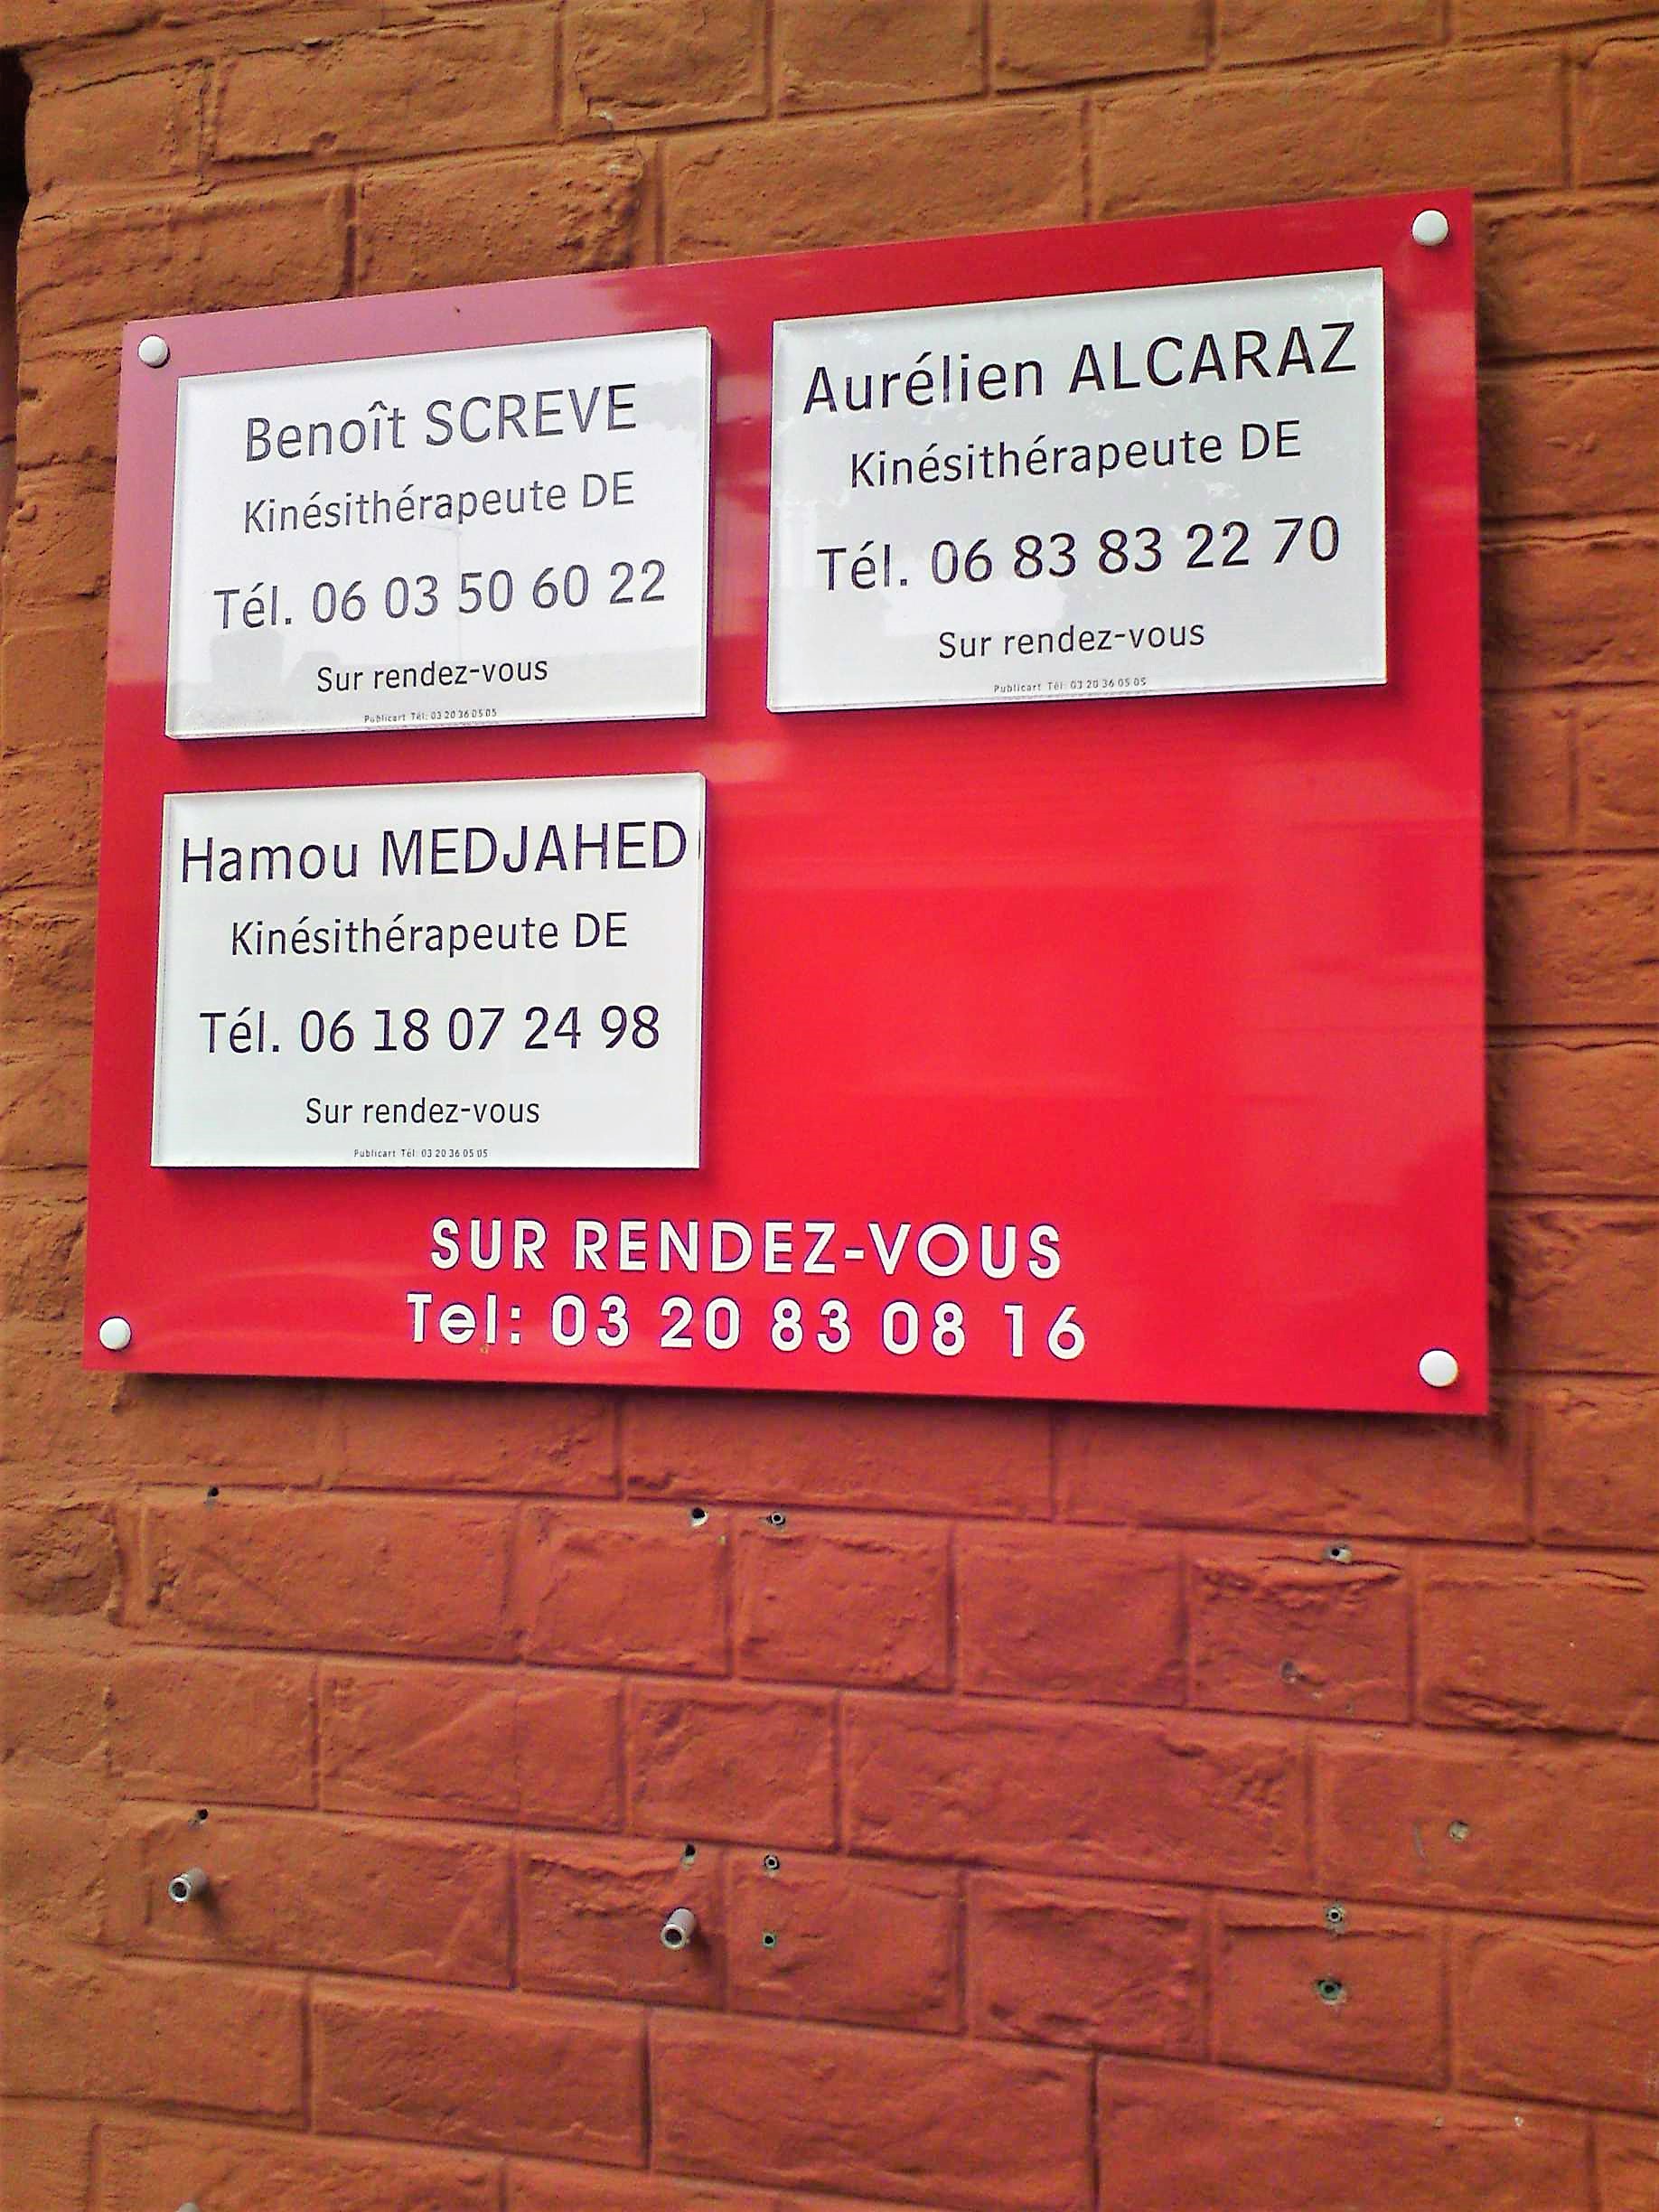 Benoît SCREVE
Kinésithérapeute DE
Tél. 06 03 50 60 22
Sur rendez-vous
Publicart Tél: 03 20 36 05 05
Aurélien ALCARAZ
Kinésithérapeute DE
Tél. 06 83 83 22 70
Sur rendez-vous
Publicart Tél: 03 20 36 05 05
Hamou MEDJAHED
Kinésithérapeute DE
Tél. 06 18 07 24 98
Sur rendez-vous
Publicart Tél: 03 20 36 05 05
SUR RENDEZ-VOUS
Tel: 03 20 83 08 16